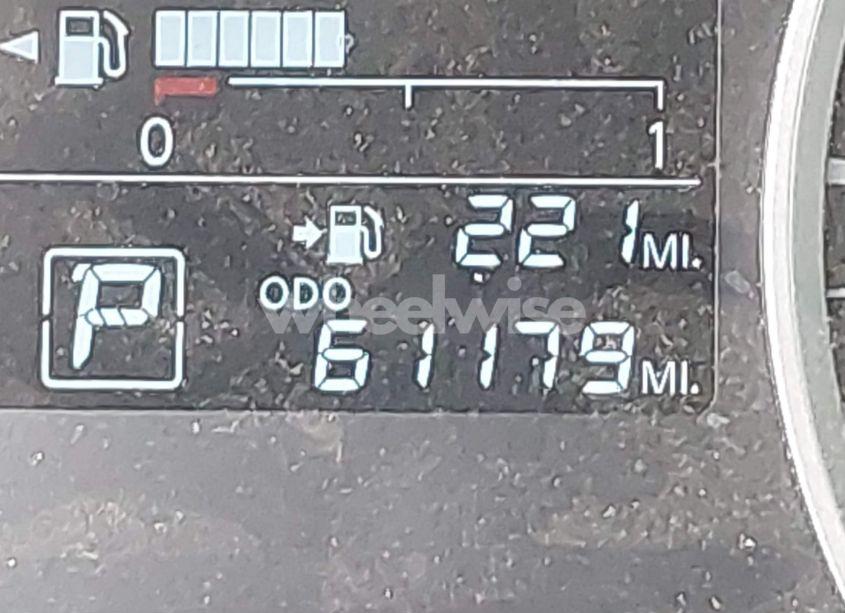 0 1
221 MI.
P
ODO
wheelwise
61179 MI.